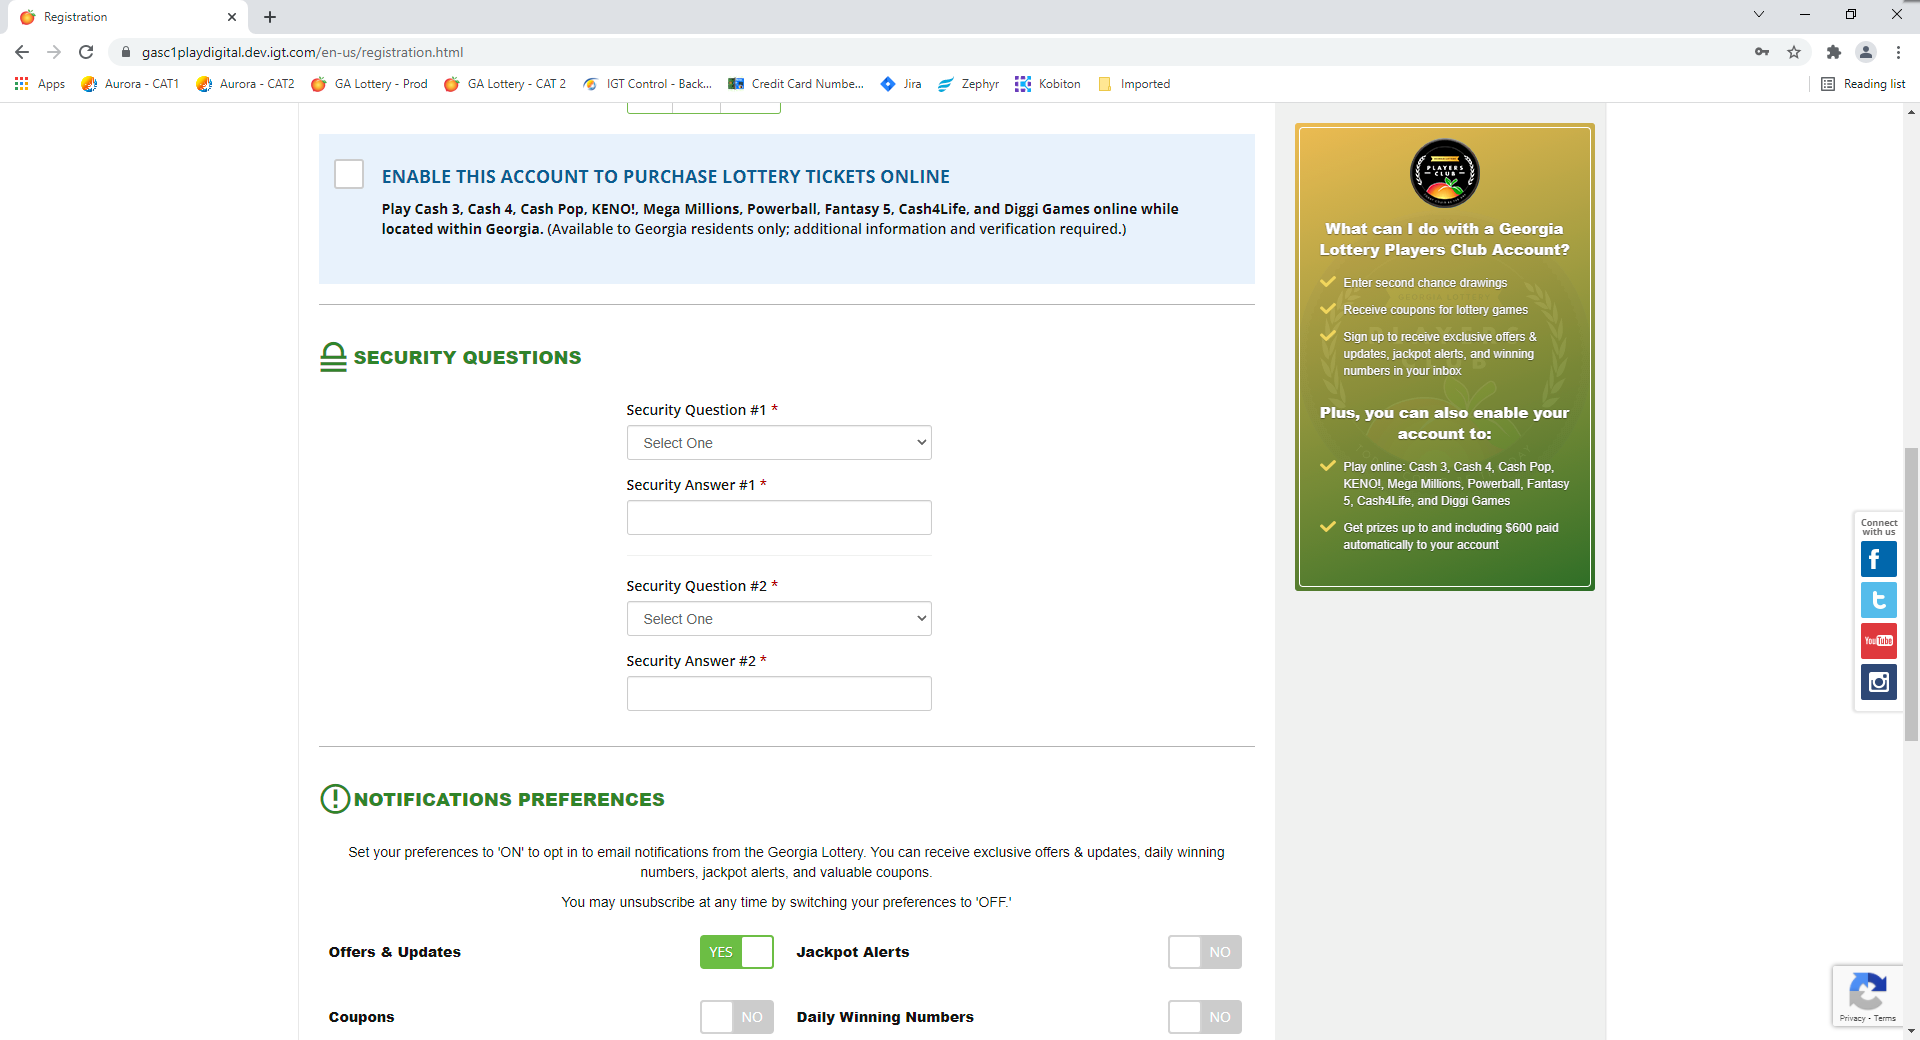 Registration
gasc1playdigital.dev.igt.com/en-us/registration.html
Apps
Aurora - CAT1
Aurora - CAT2
GA Lottery - Prod
GA Lottery - CAT 2
IGT Control - Back...
Credit Card Numbe...
Jira
Zephyr
Kobiton
Imported
Reading list
ENABLE THIS ACCOUNT TO PURCHASE LOTTERY TICKETS ONLINE
Play Cash 3, Cash 4, Cash Pop, KENO!, Mega Millions, Powerball, Fantasy 5, Cash4Life, and Diggi Games online while
located within Georgia. (Available to Georgia residents only; additional information and verification required.)
SECURITY QUESTIONS
Security Question #1 *
Select One
Security Answer #1 *
Security Question #2 *
Select One
Security Answer #2 *
NOTIFICATIONS PREFERENCES
Set your preferences to 'ON' to opt in to email notifications from the Georgia Lottery. You can receive exclusive offers & updates, daily winning
numbers, jackpot alerts, and valuable coupons.
You may unsubscribe at any time by switching your preferences to 'OFF.'
Offers & Updates
YES
Jackpot Alerts
NO
Coupons
NO
Daily Winning Numbers
NO
PLAYERS
CLUB
What can I do with a Georgia
Lottery Players Club Account?
Enter second chance drawings
Receive coupons for lottery games
Sign up to receive exclusive offers &
updates, jackpot alerts, and winning
numbers in your inbox
Plus, you can also enable your
account to:
Play online: Cash 3, Cash 4, Cash Pop,
KENO!, Mega Millions, Powerball, Fantasy
5, Cash4Life, and Diggi Games
Get prizes up to and including $600 paid
automatically to your account
Connect
with us
YouTube
Privacy - Terms